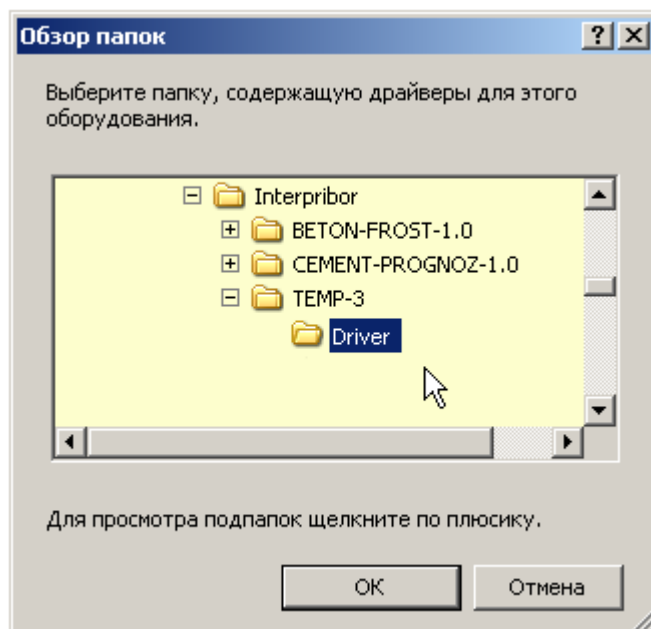 Обзор папок
Выберите папку, содержащую драйверы для этого
оборудования.
Interpribor
BETON-FROST-1.0
CEMENT-PROGNOZ-1.0
TEMP-3
Driver
Для просмотра подпапок щелкните по плюсику.
OK
Отмена